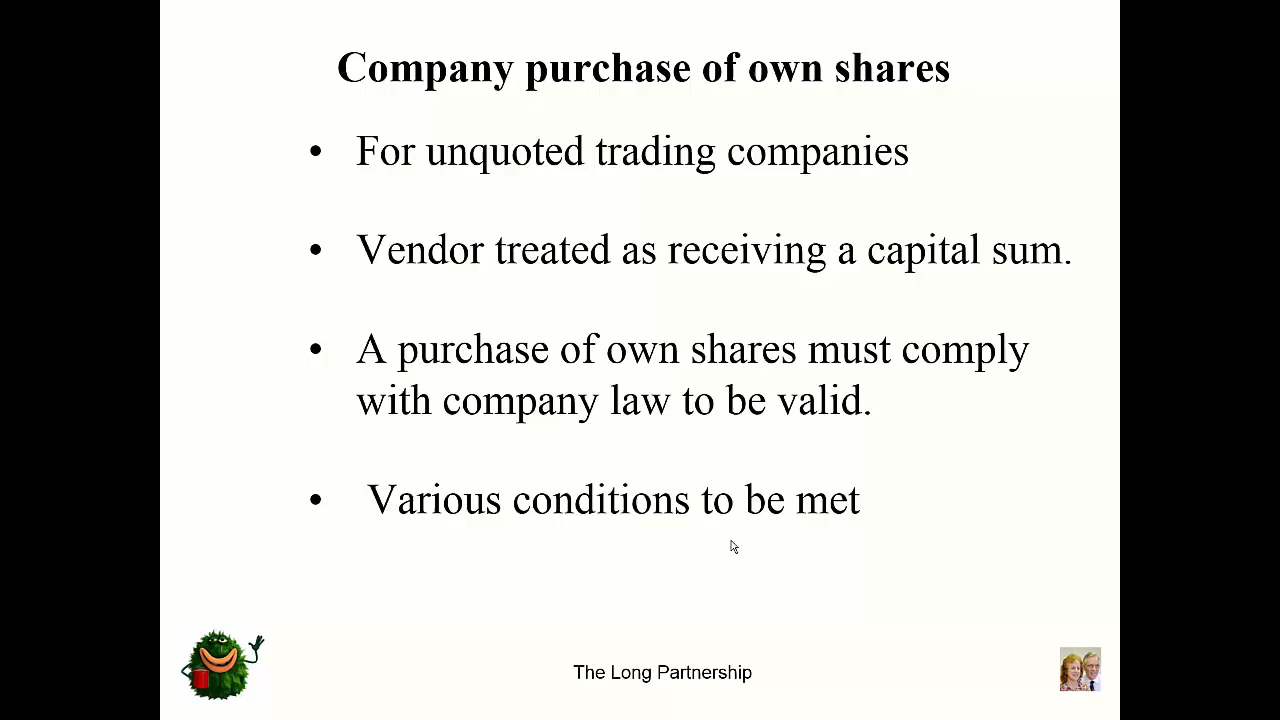 Company purchase of own shares
• For unquoted trading companies
• Vendor treated as receiving a capital sum.
• A purchase of own shares must comply
with company law to be valid.
• Various conditions to be met
The Long Partnership